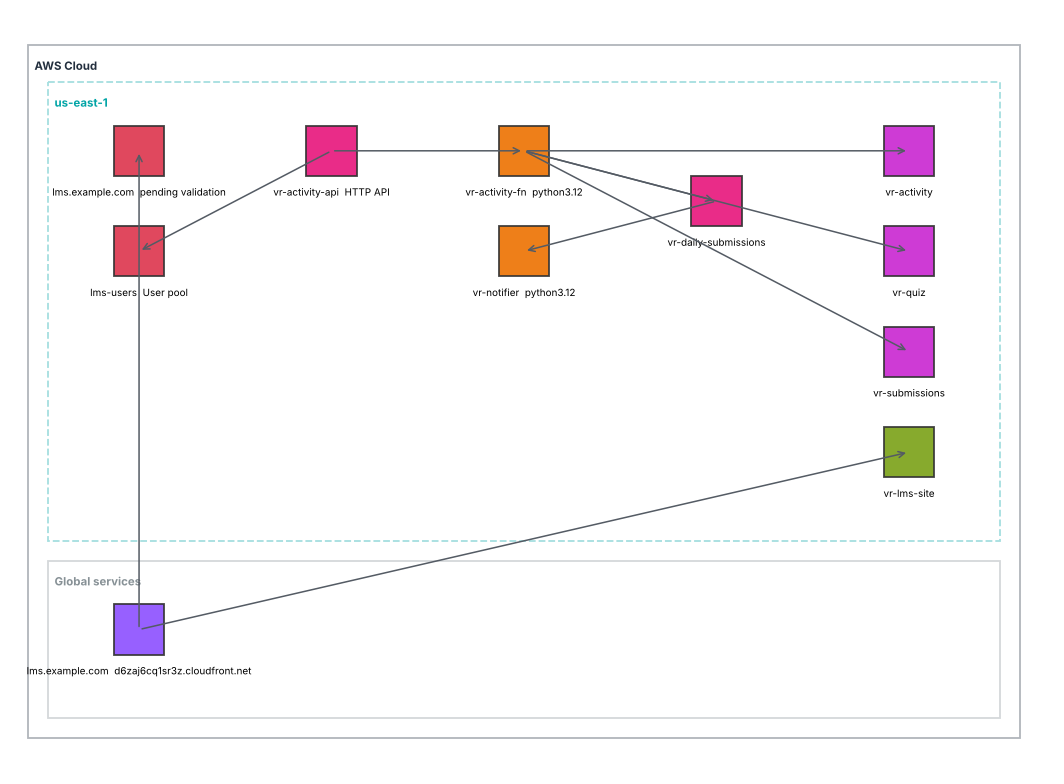 AWS Cloud
us-east-1
lms.example.com pending validation
vr-activity-api HTTP API
vr-activity-fn python3.12
vr-activity
vr-daily-submissions
lms-users User pool
vr-notifier python3.12
vr-quiz
vr-submissions
vr-lms-site
Global services
lms.example.com d6zaj6cq1sr3z.cloudfront.net